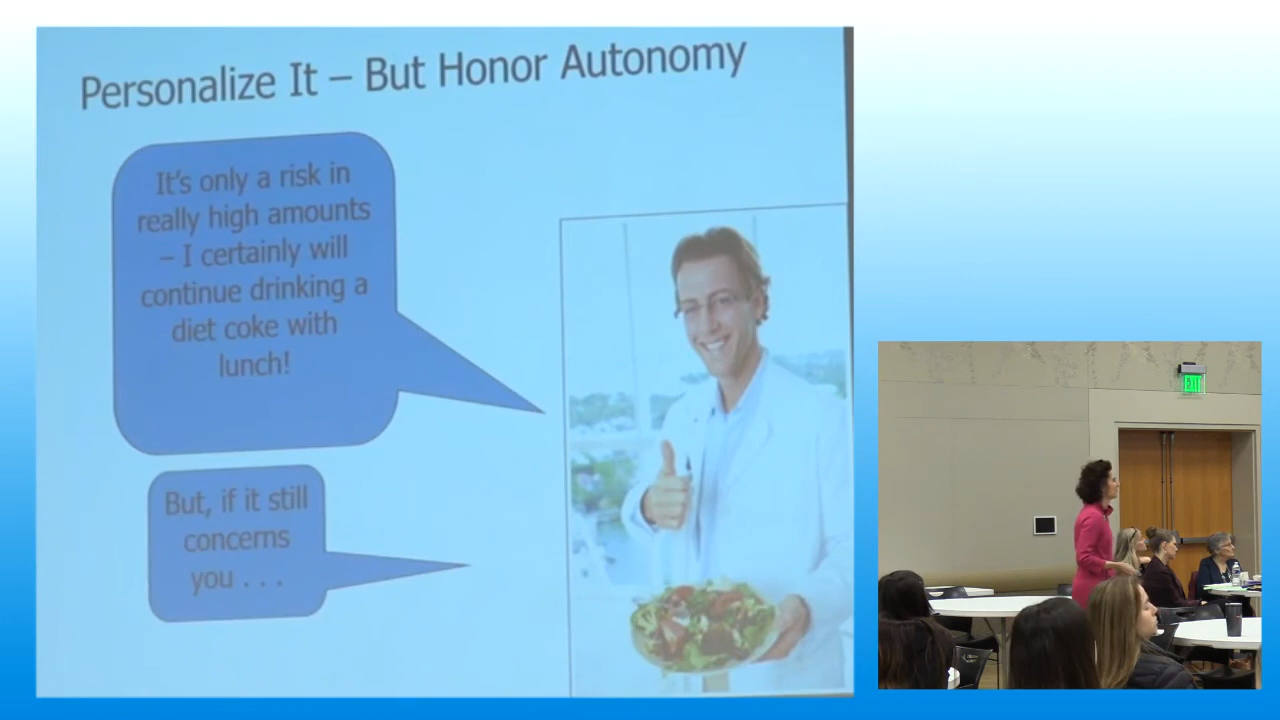 Personalize It – But Honor Autonomy
It's only a risk in
really high amounts
– I certainly will
continue drinking a
diet coke with
lunch!
But, if it still
concerns
you . . .
EXIT